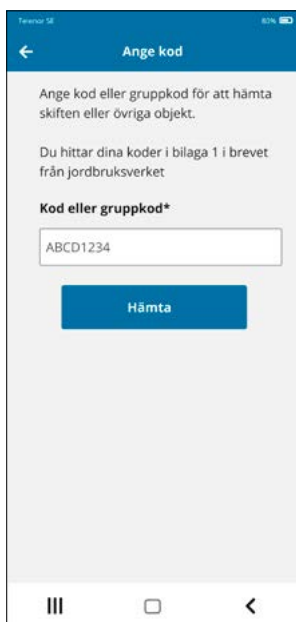 Telenor SE 83%
Ange kod
Ange kod eller gruppkod för att hämta
skiften eller övriga objekt.
Du hittar dina koder i bilaga 1 i brevet
från jordbruksverket
Kod eller gruppkod*
ABCD1234
Hämta